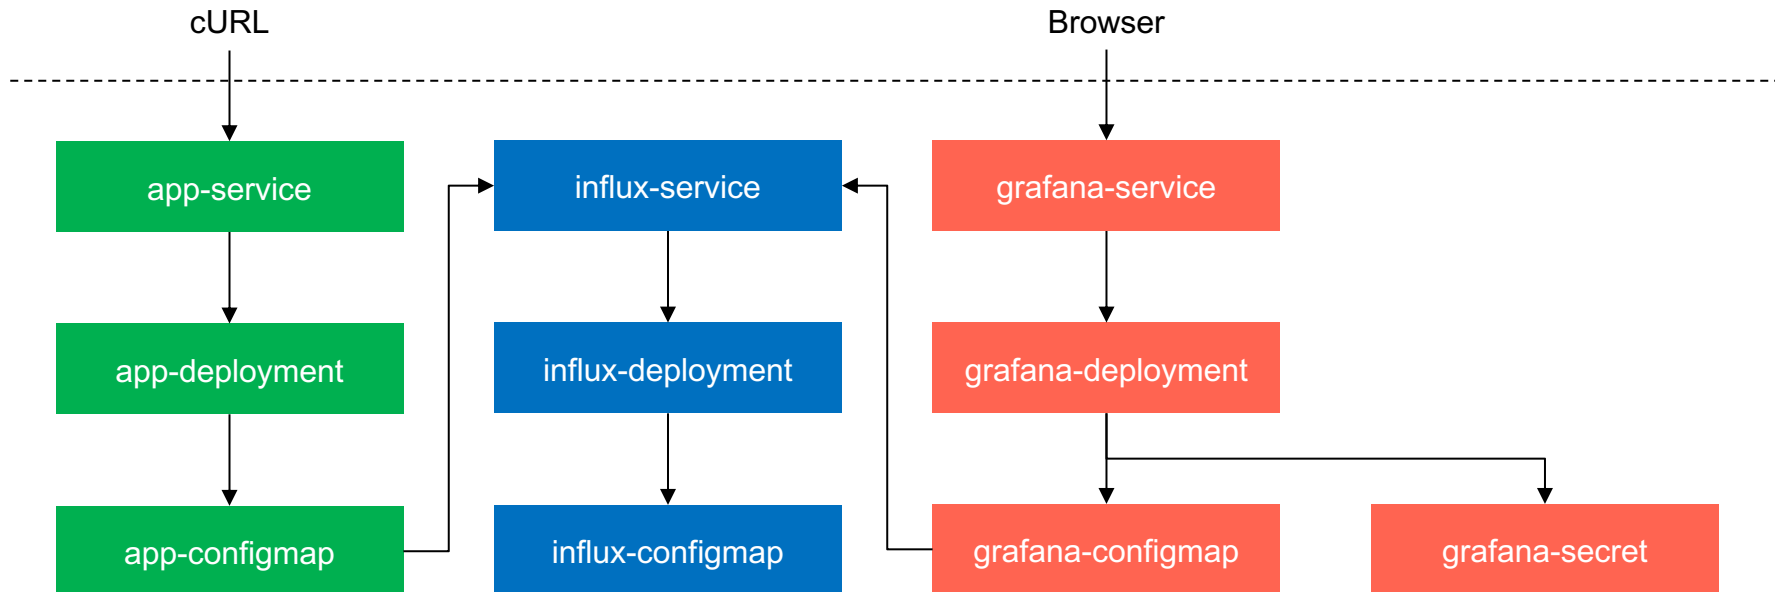 cURL
Browser
app-service
influx-service
grafana-service
app-deployment
influx-deployment
grafana-deployment
app-configmap
influx-configmap
grafana-configmap
grafana-secret